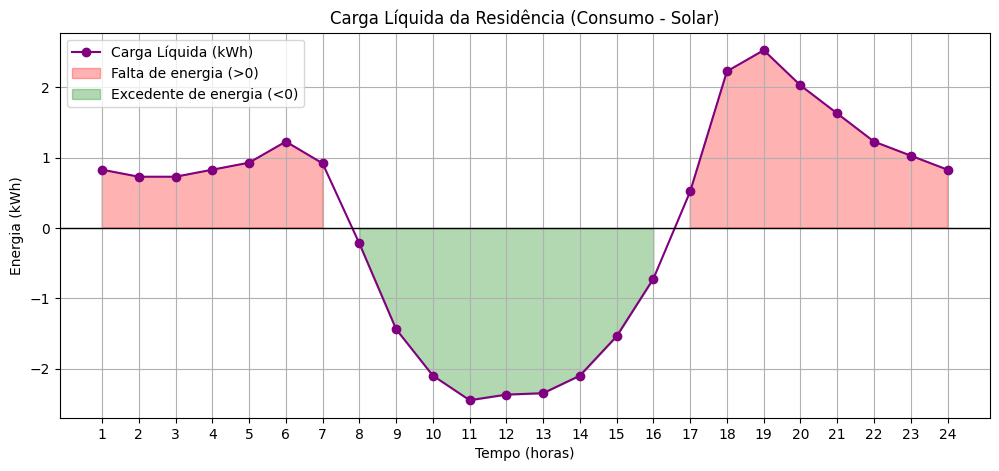 Carga Líquida da Residência (Consumo - Solar)
Carga Líquida (kWh)
Falta de energia (>0)
Excedente de energia (<0)
Energia (kWh)
2
1
0
−1
−2
1 2 3 4 5 6 7 8 9 10 11 12 13 14 15 16 17 18 19 20 21 22 23 24
Tempo (horas)